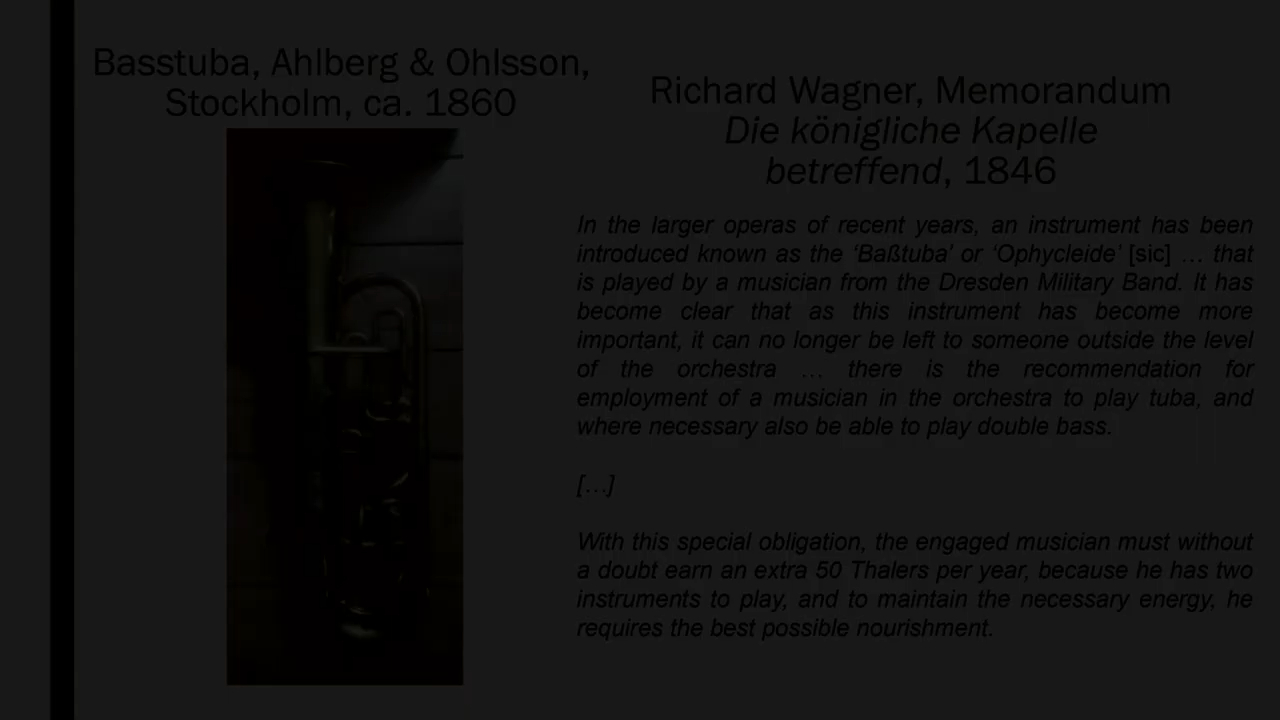 Basstuba, Ahlberg & Ohlsson,
Stockholm, ca. 1860
Richard Wagner, Memorandum
Die königliche Kapelle
betreffend, 1846
In the larger operas of recent years, an instrument has been
introduced known as the ‘Baßtuba’ or ‘Ophycleide’ [sic] … that
is played by a musician from the Dresden Military Band. It has
become clear that as this instrument has become more
important, it can no longer be left to someone outside the level
of the orchestra … there is the recommendation for
employment of a musician in the orchestra to play tuba, and
where necessary also be able to play double bass.
[…]
With this special obligation, the engaged musician must without
a doubt earn an extra 50 Thalers per year, because he has two
instruments to play, and to maintain the necessary energy, he
requires the best possible nourishment.